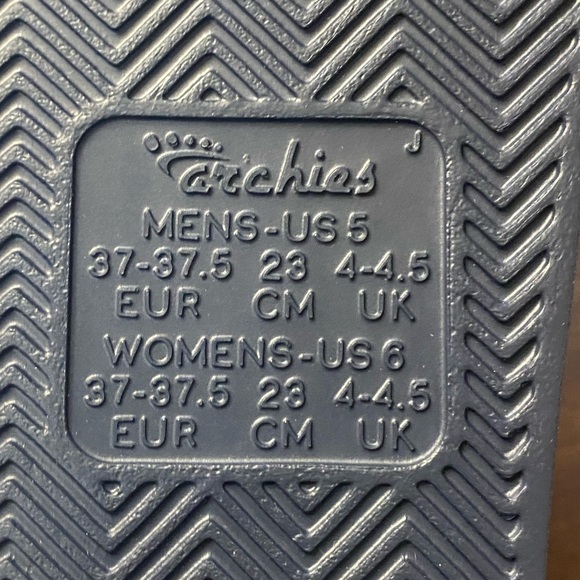 J
archies
MENS-US 5
37-37.5 23 4-4.5
EUR CM UK
WOMENS-US 6
37-37.5 23 4-4.5
EUR CM UK